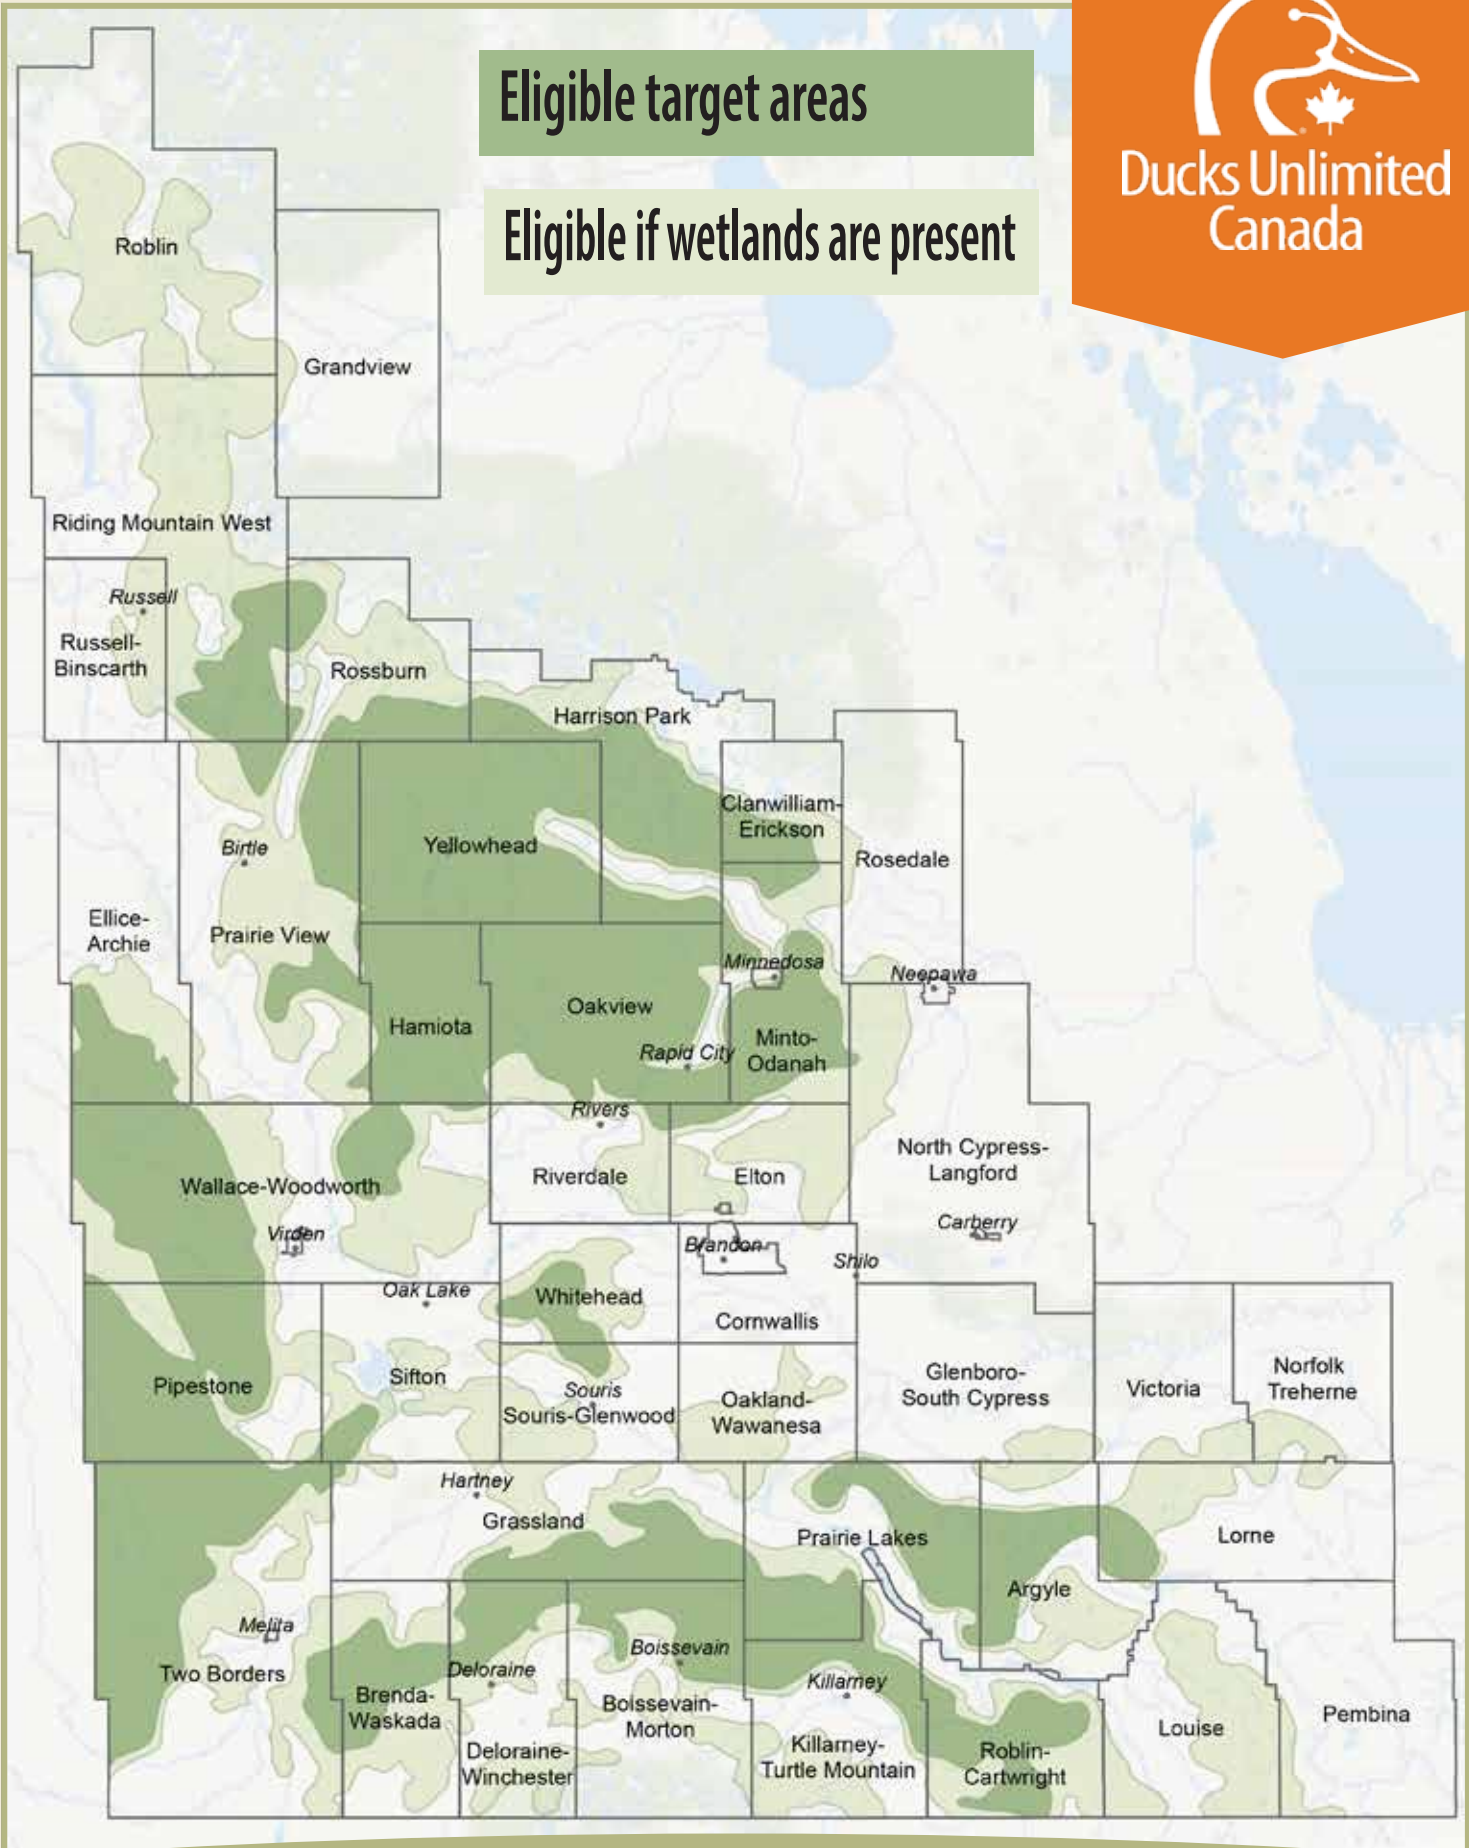 Eligible target areas
Eligible if wetlands are present
Ducks Unlimited
Canada
Roblin
Grandview
Riding Mountain West
Russell
Russell-
Binscarth
Rossburn
Harrison Park
Clanwilliam-
Erickson
Yellowhead
Birtle
Rosedale
Ellice-
Archie
Prairie View
Minnedosa
Neepawa
Oakview
Hamiota
Minto-
Odanah
Rapid City
Rivers
Riverdale
Elton
North Cypress-
Langford
Wallace-Woodworth
Virden
Brandon
Carberry
Shilo
Oak Lake
Whitehead
Cornwallis
Pipestone
Sifton
Souris
Souris-Glenwood
Oakland-
Wawanesa
Glenboro-
South Cypress
Victoria
Norfolk
Treherne
Hartney
Grassland
Prairie Lakes
Lorne
Argyle
Melita
Two Borders
Boissevain
Deloraine
Killarney
Brenda-
Waskada
Boissevain-
Morton
Deloraine-
Winchester
Killarney-
Turtle Mountain
Roblin-
Cartwright
Louise
Pembina